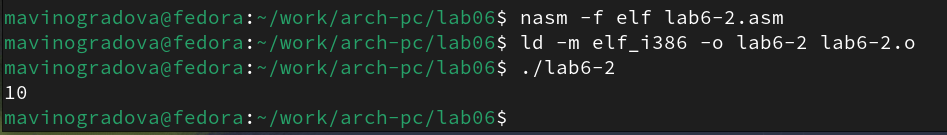 mavinogradova@fedora:~/work/arch-pc/lab06$ nasm -f elf lab6-2.asm
mavinogradova@fedora:~/work/arch-pc/lab06$ ld -m elf_i386 -o lab6-2 lab6-2.o
mavinogradova@fedora:~/work/arch-pc/lab06$ ./lab6-2
10
mavinogradova@fedora:~/work/arch-pc/lab06$